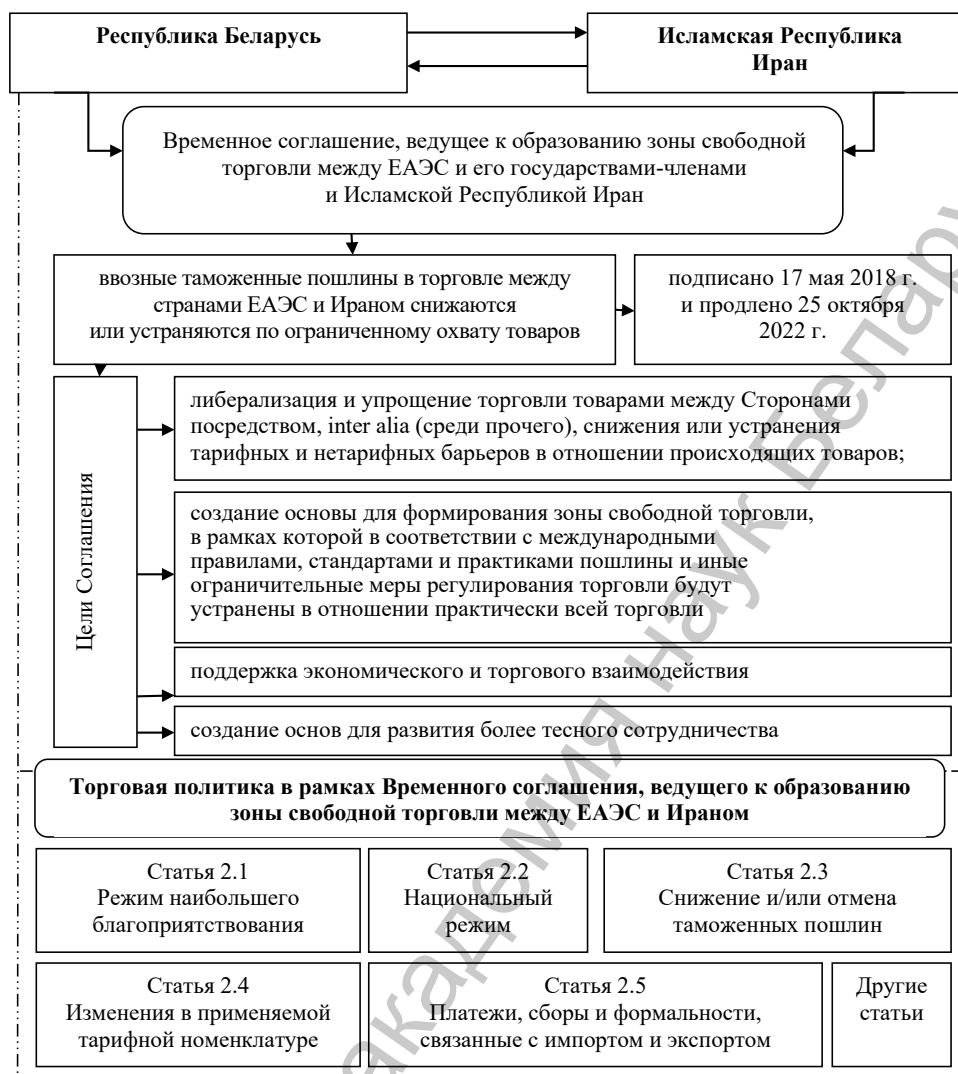 Республика Беларусь
Исламская Республика
Иран
Временное соглашение, ведущее к образованию зоны свободной
торговли между ЕАЭС и его государствами-членами
и Исламской Республикой Иран
ввозные таможенные пошлины в торговле между
странами ЕАЭС и Ираном снижаются
или устраняются по ограниченному охвату товаров
подписано 17 мая 2018 г.
и продлено 25 октября
2022 г.
Цели Соглашения
либерализация и упрощение торговли товарами между Сторонами
посредством, inter alia (среди прочего), снижения или устранения
тарифных и нетарифных барьеров в отношении происходящих товаров;
создание основы для формирования зоны свободной торговли,
в рамках которой в соответствии с международными
правилами, стандартами и практиками пошлины и иные
ограничительные меры регулирования торговли будут
устранены в отношении практически всей торговли
поддержка экономического и торгового взаимодействия
создание основ для развития более тесного сотрудничества
Торговая политика в рамках Временного соглашения, ведущего к образованию
зоны свободной торговли между ЕАЭС и Ираном
Статья 2.1
Режим наибольшего
благоприятствования
Статья 2.2
Национальный
режим
Статья 2.3
Снижение и/или отмена
таможенных пошлин
Статья 2.4
Изменения в применяемой
тарифной номенклатуре
Статья 2.5
Платежи, сборы и формальности,
связанные с импортом и экспортом
Другие
статьи
академия наук Белару